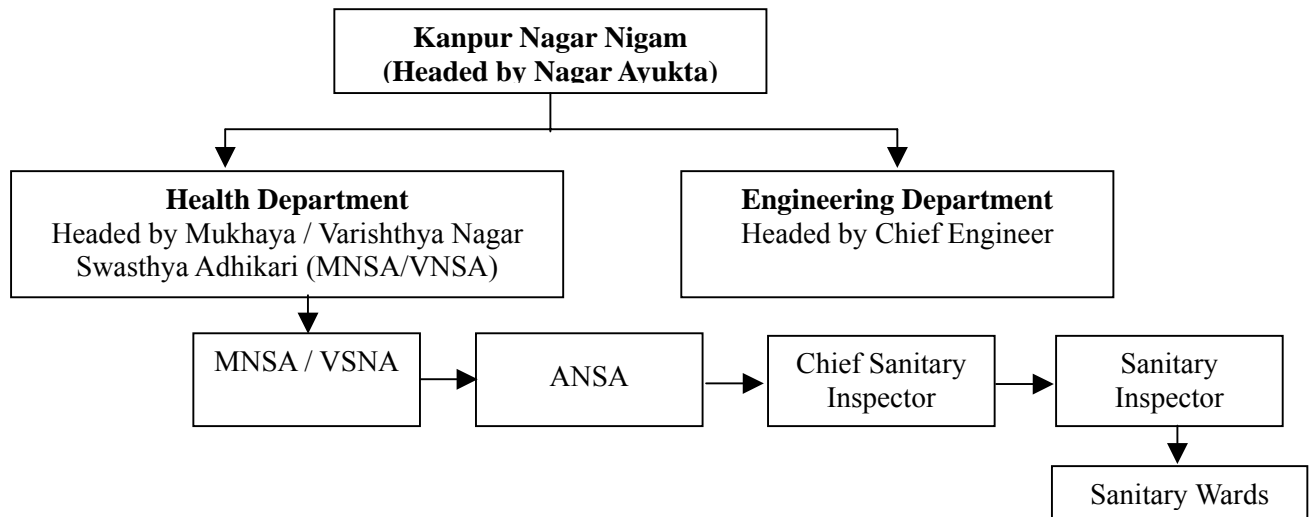 Kanpur Nagar Nigam
(Headed by Nagar Ayukta)
Health Department
Headed by Mukhaya / Varishthya Nagar
Swasthya Adhikari (MNSA/VNSA)
Engineering Department
Headed by Chief Engineer
MNSA / VSNA
ANSA
Chief Sanitary
Inspector
Sanitary
Inspector
Sanitary Wards